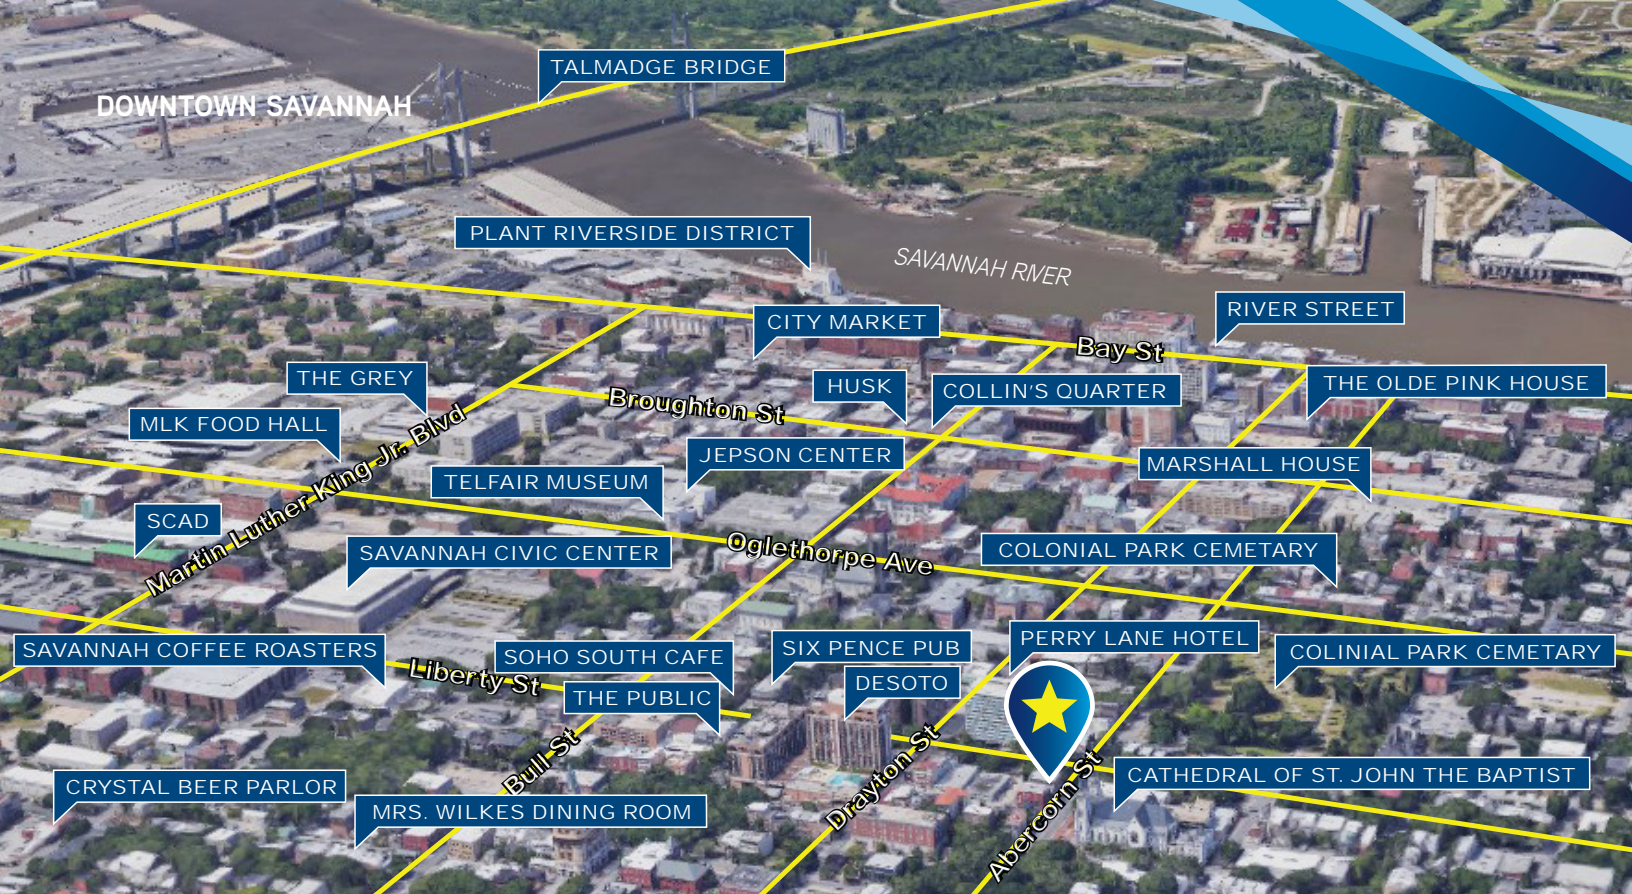 TALMADGE BRIDGE
DOWNTOWN SAVANNAH
PLANT RIVERSIDE DISTRICT
SAVANNAH RIVER
RIVER STREET
CITY MARKET
Bay St
THE GREY
HUSK
COLLIN'S QUARTER
THE OLDE PINK HOUSE
Broughton St
MLK FOOD HALL
JEPSON CENTER
MARSHALL HOUSE
TELFAIR MUSEUM
Martin Luther King Jr. Blvd
SCAD
SAVANNAH CIVIC CENTER
Oglethorpe Ave
COLONIAL PARK CEMETARY
SAVANNAH COFFEE ROASTERS
SOHO SOUTH CAFE
SIX PENCE PUB
PERRY LANE HOTEL
COLINIAL PARK CEMETARY
Liberty St
THE PUBLIC
DESOTO
Bull St
Drayton St
Abercorn St
CATHEDRAL OF ST. JOHN THE BAPTIST
CRYSTAL BEER PARLOR
MRS. WILKES DINING ROOM